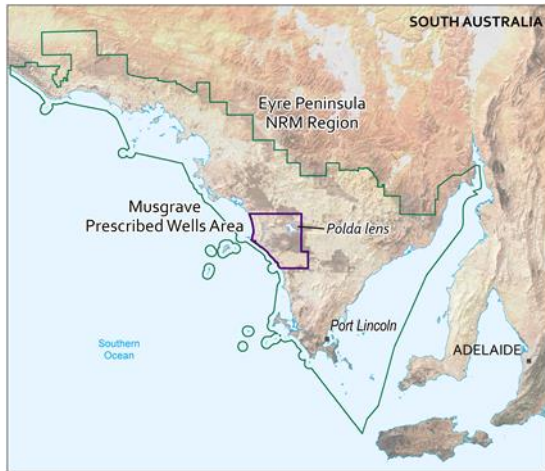 SOUTH AUSTRALIA
Eyre Peninsula
NRM Region
Musgrave
Prescribed Wells Area
Polda lens
Port Lincoln
Southern
Ocean
ADELAIDE